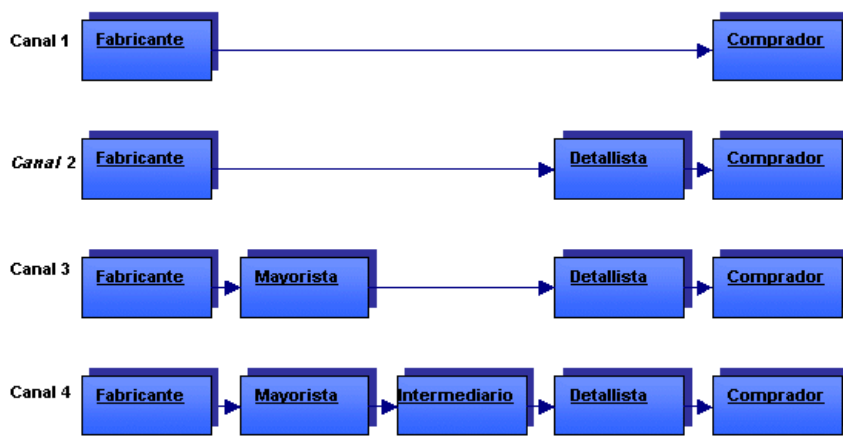 Canal 1 Fabricante Comprador
Canal 2 Fabricante Detallista Comprador
Canal 3 Fabricante Mayorista Detallista Comprador
Canal 4 Fabricante Mayorista Intermediario Detallista Comprador